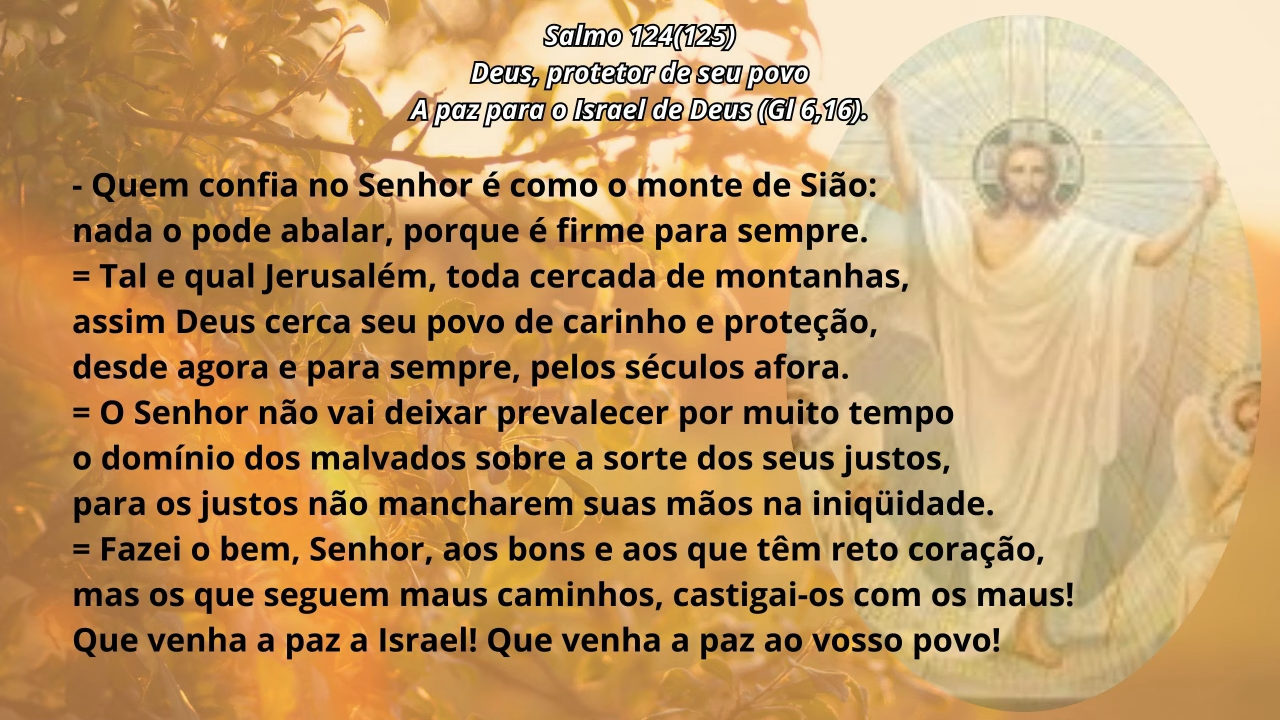 Salmo 124(125)
Deus, protetor de seu povo
A paz para o Israel de Deus (Gl 6,16).
- Quem confia no Senhor é como o monte de Sião:
nada o pode abalar, porque é firme para sempre.
= Tal e qual Jerusalém, toda cercada de montanhas,
assim Deus cerca seu povo de carinho e proteção,
desde agora e para sempre, pelos séculos afora.
= O Senhor não vai deixar prevalecer por muito tempo
o domínio dos malvados sobre a sorte dos seus justos,
para os justos não mancharem suas mãos na iniqüidade.
= Fazei o bem, Senhor, aos bons e aos que têm reto coração,
mas os que seguem maus caminhos, castigai-os com os maus!
Que venha a paz a Israel! Que venha a paz ao vosso povo!